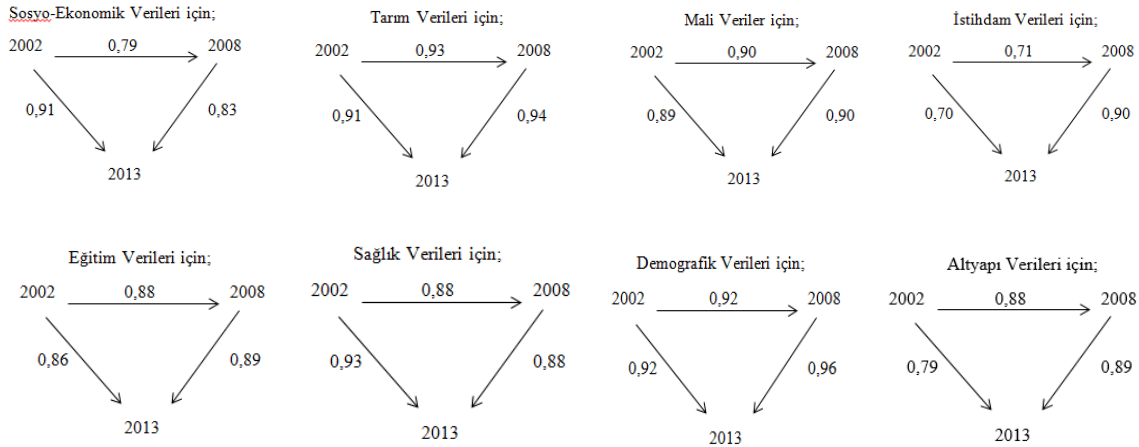 Sosyo-Ekonomik Verileri için;
2002 0,79 2008
0,91 0,83
2013
Tarım Verileri için;
2002 0,93 2008
0,91 0,94
2013
Mali Veriler için;
2002 0,90 2008
0,89 0,90
2013
İstihdam Verileri için;
2002 0,71 2008
0,70 0,90
2013
Eğitim Verileri için;
2002 0,88 2008
0,86 0,89
2013
Sağlık Verileri için;
2002 0,88 2008
0,93 0,88
2013
Demografik Verileri için;
2002 0,92 2008
0,92 0,96
2013
Altyapı Verileri için;
2002 0,88 2008
0,79 0,89
2013